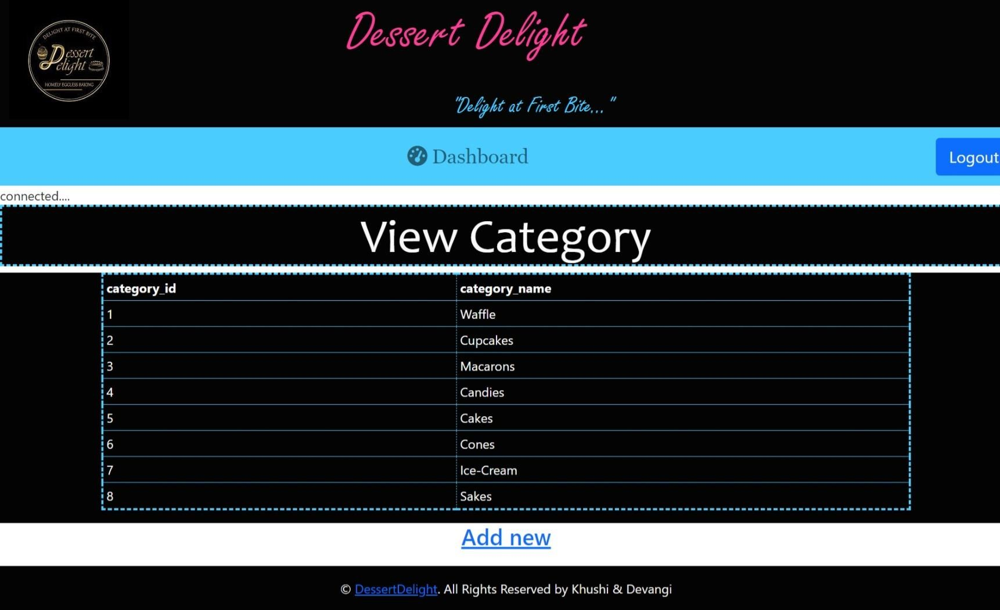 DELIGHT AT FIRST BITE
Dessert
Delight
HOMELY EGGLESS BAKING
Dessert Delight
"Delight at First Bite... "
Dashboard
Logout
connected....
View Category
category_id category_name
1 Waffle
2 Cupcakes
3 Macarons
4 Candies
5 Cakes
6 Cones
7 Ice-Cream
8 Sakes
Add new
© DessertDelight. All Rights Reserved by Khushi & Devangi